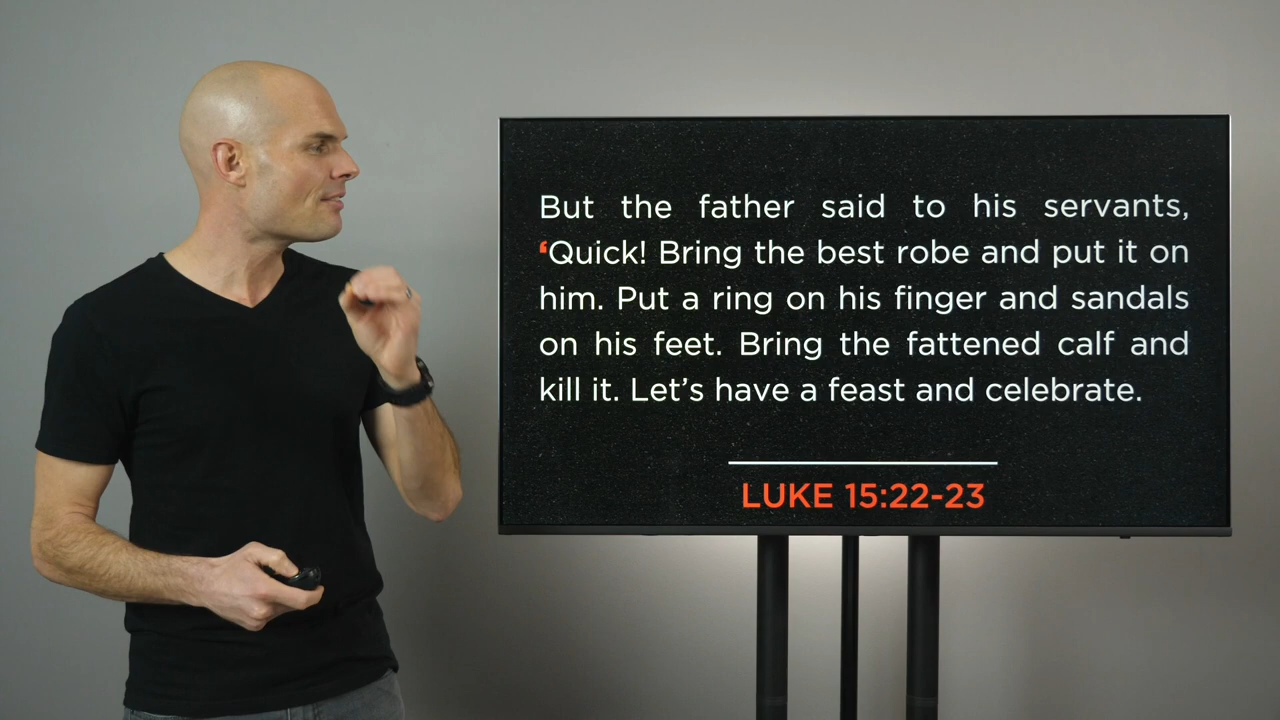 But the father said to his servants,
‘Quick! Bring the best robe and put it on
him. Put a ring on his finger and sandals
on his feet. Bring the fattened calf and
kill it. Let’s have a feast and celebrate.
LUKE 15:22-23